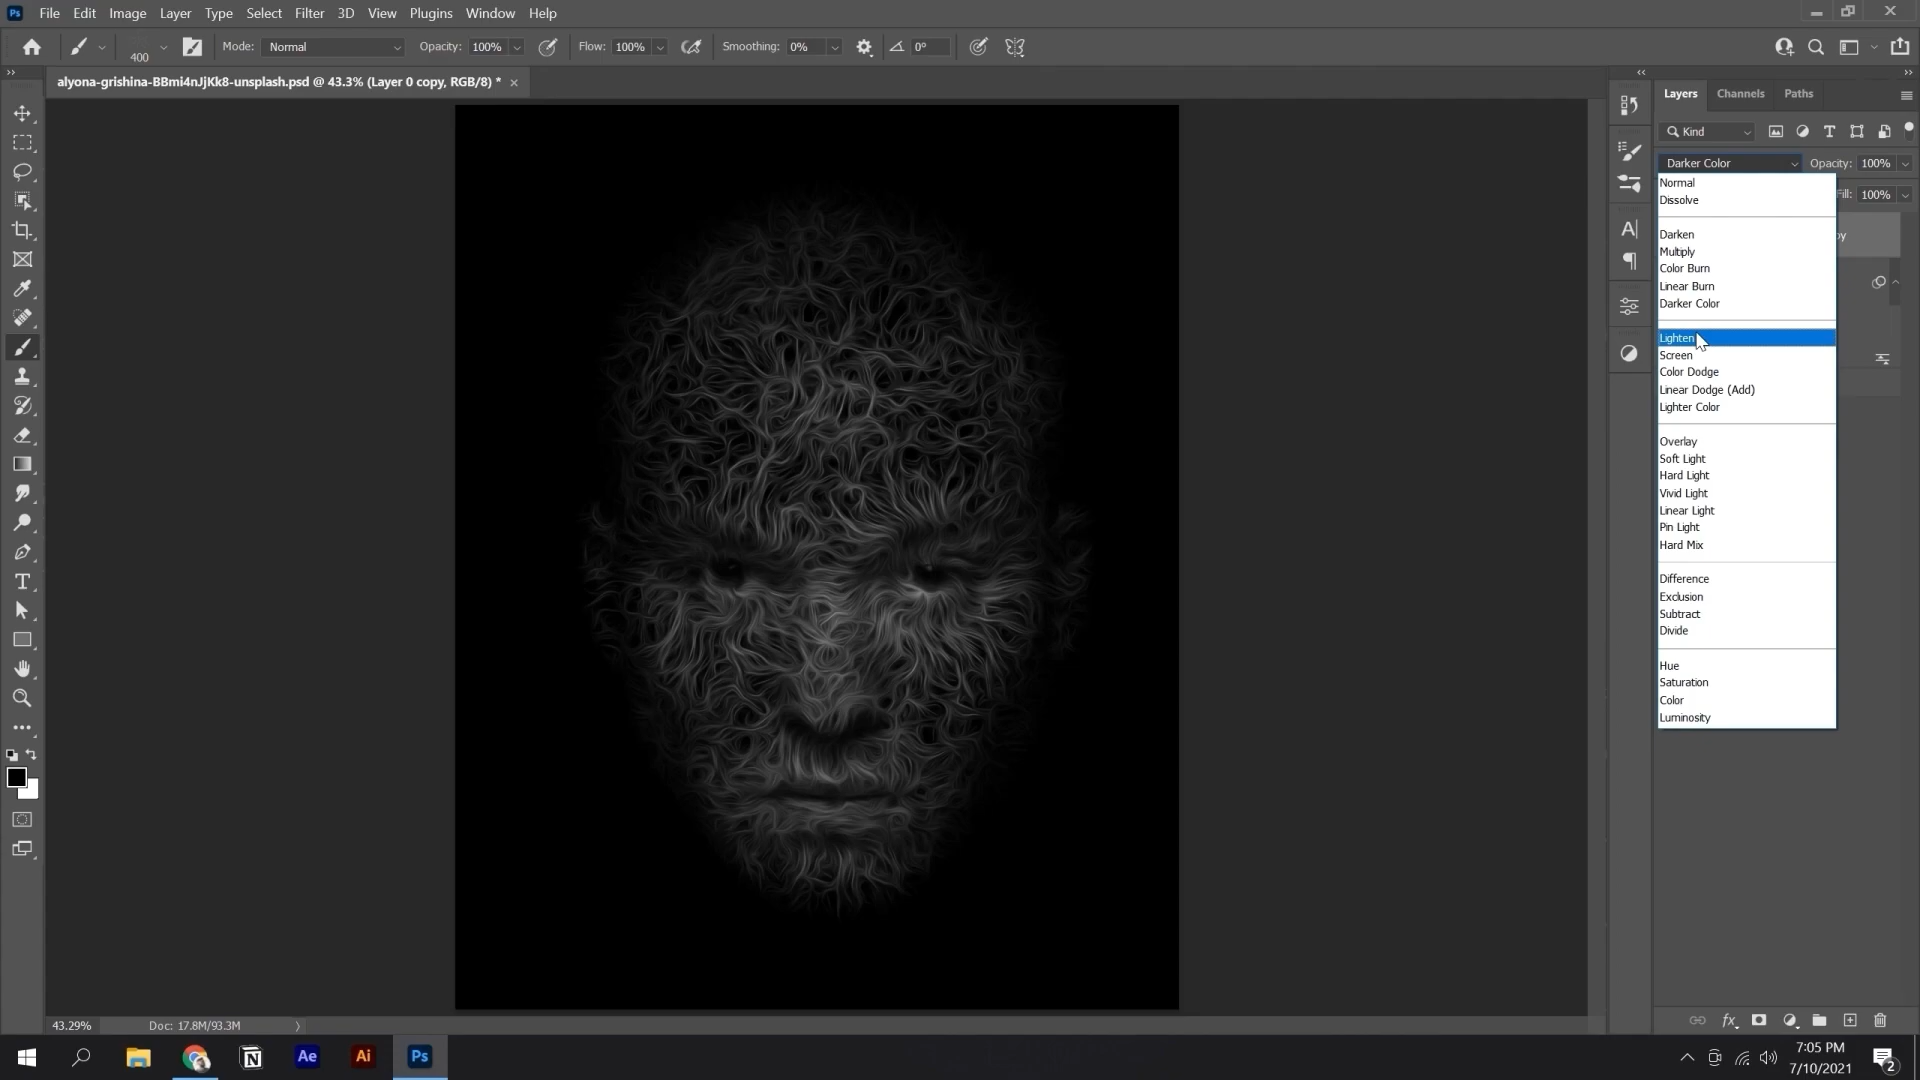 Ps File Edit Image Layer Type Select Filter 3D View Plugins Window Help
400 Mode: Normal Opacity: 100% Flow: 100% Smoothing: 0% 0°
alyona-grishina-BBmi4nJjKk8-unsplash.psd @ 43.3% (Layer 0 copy, RGB/8) *
Layers Channels Paths
Kind
Darker Color Opacity: 100%
Fill: 100%
Normal
Dissolve
Darken
Multiply
Color Burn
Linear Burn
Darker Color
Lighten
Screen
Color Dodge
Linear Dodge (Add)
Lighter Color
Overlay
Soft Light
Hard Light
Vivid Light
Linear Light
Pin Light
Hard Mix
Difference
Exclusion
Subtract
Divide
Hue
Saturation
Color
Luminosity
43.29% Doc: 17.8M/93.3M
Ae Ai Ps
7:05 PM
7/10/2021
2